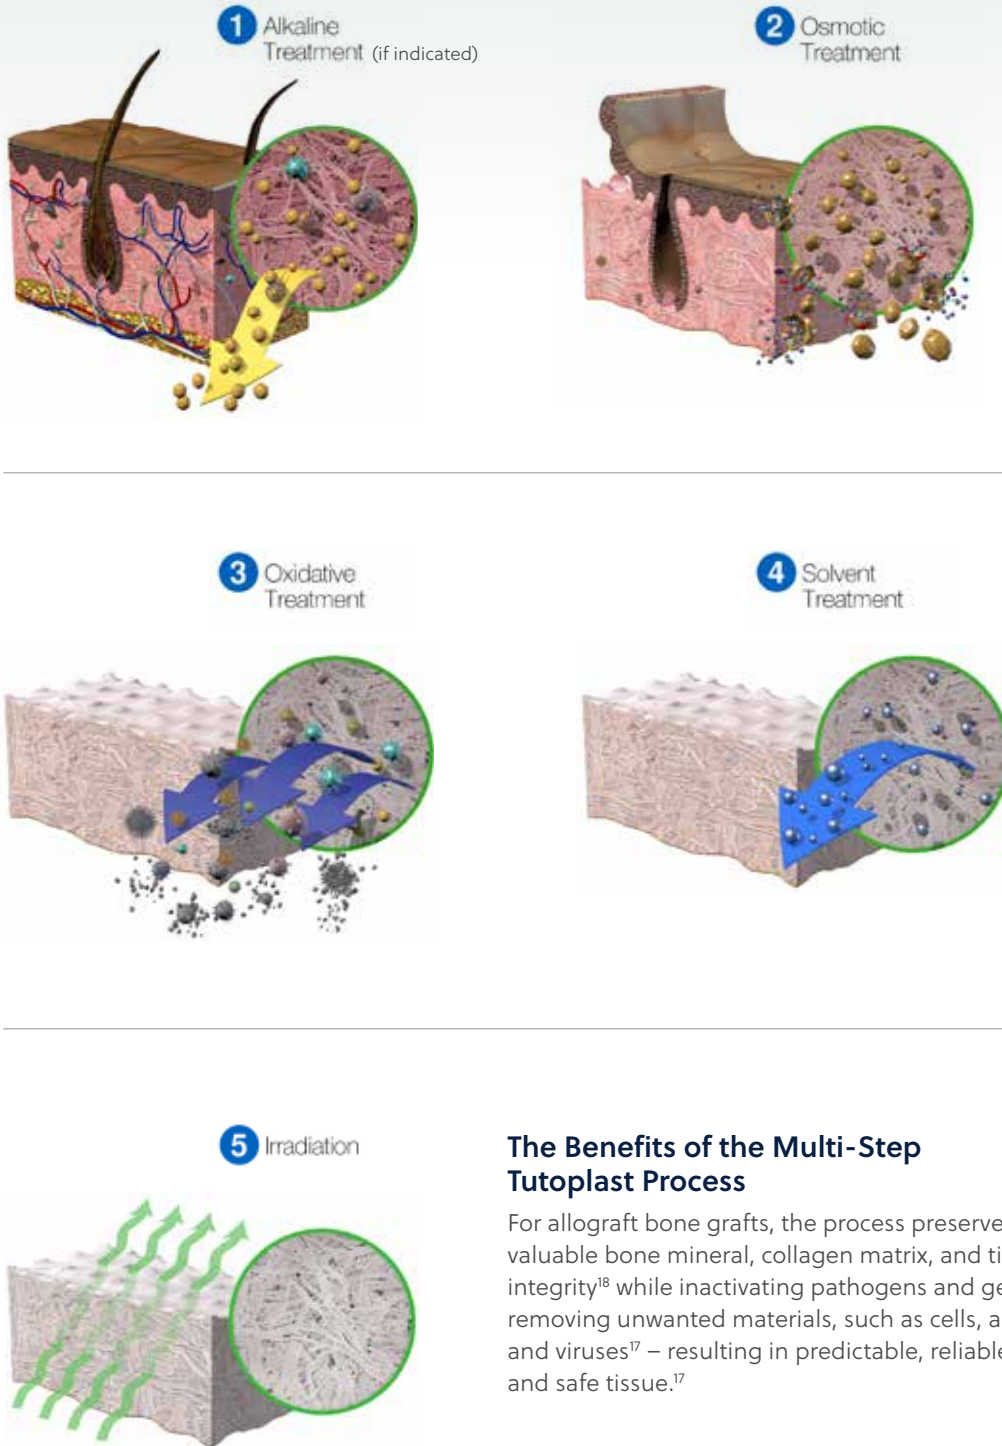 1 Alkaline
Treatment (if indicated)
2 Osmotic
Treatment
3 Oxidative
Treatment
4 Solvent
Treatment
5 Irradiation
The Benefits of the Multi-Step
Tutoplast Process
For allograft bone grafts, the process preserve
valuable bone mineral, collagen matrix, and
integrity¹⁸ while inactivating pathogens and
removing unwanted materials, such as cells,
and viruses¹⁷ – resulting in predictable, reliable
and safe tissue.¹⁷